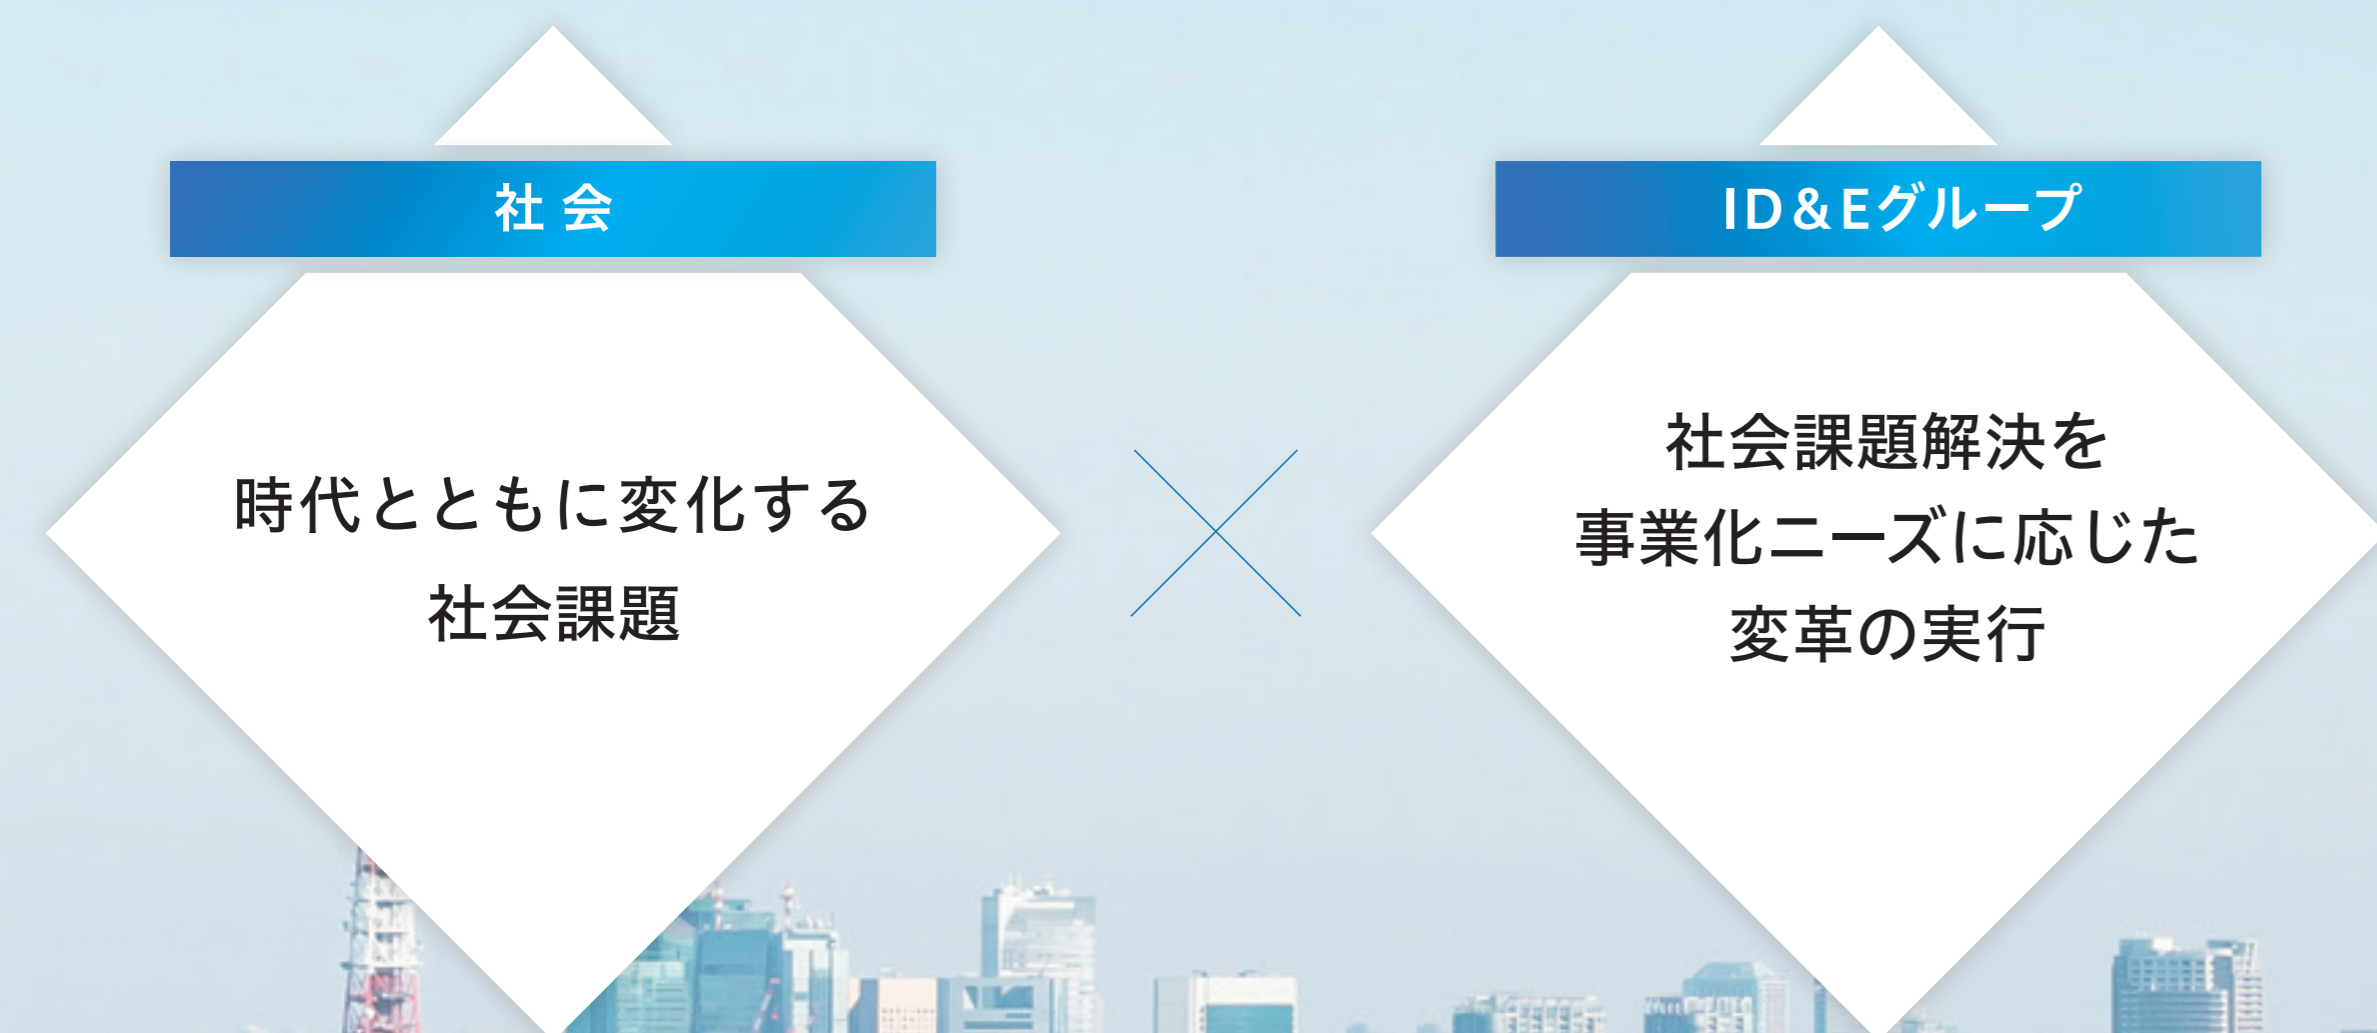 社会
時代とともに変化する
社会課題
ID&Eグループ
社会課題解決を
事業化ニーズに応じた
変革の実行